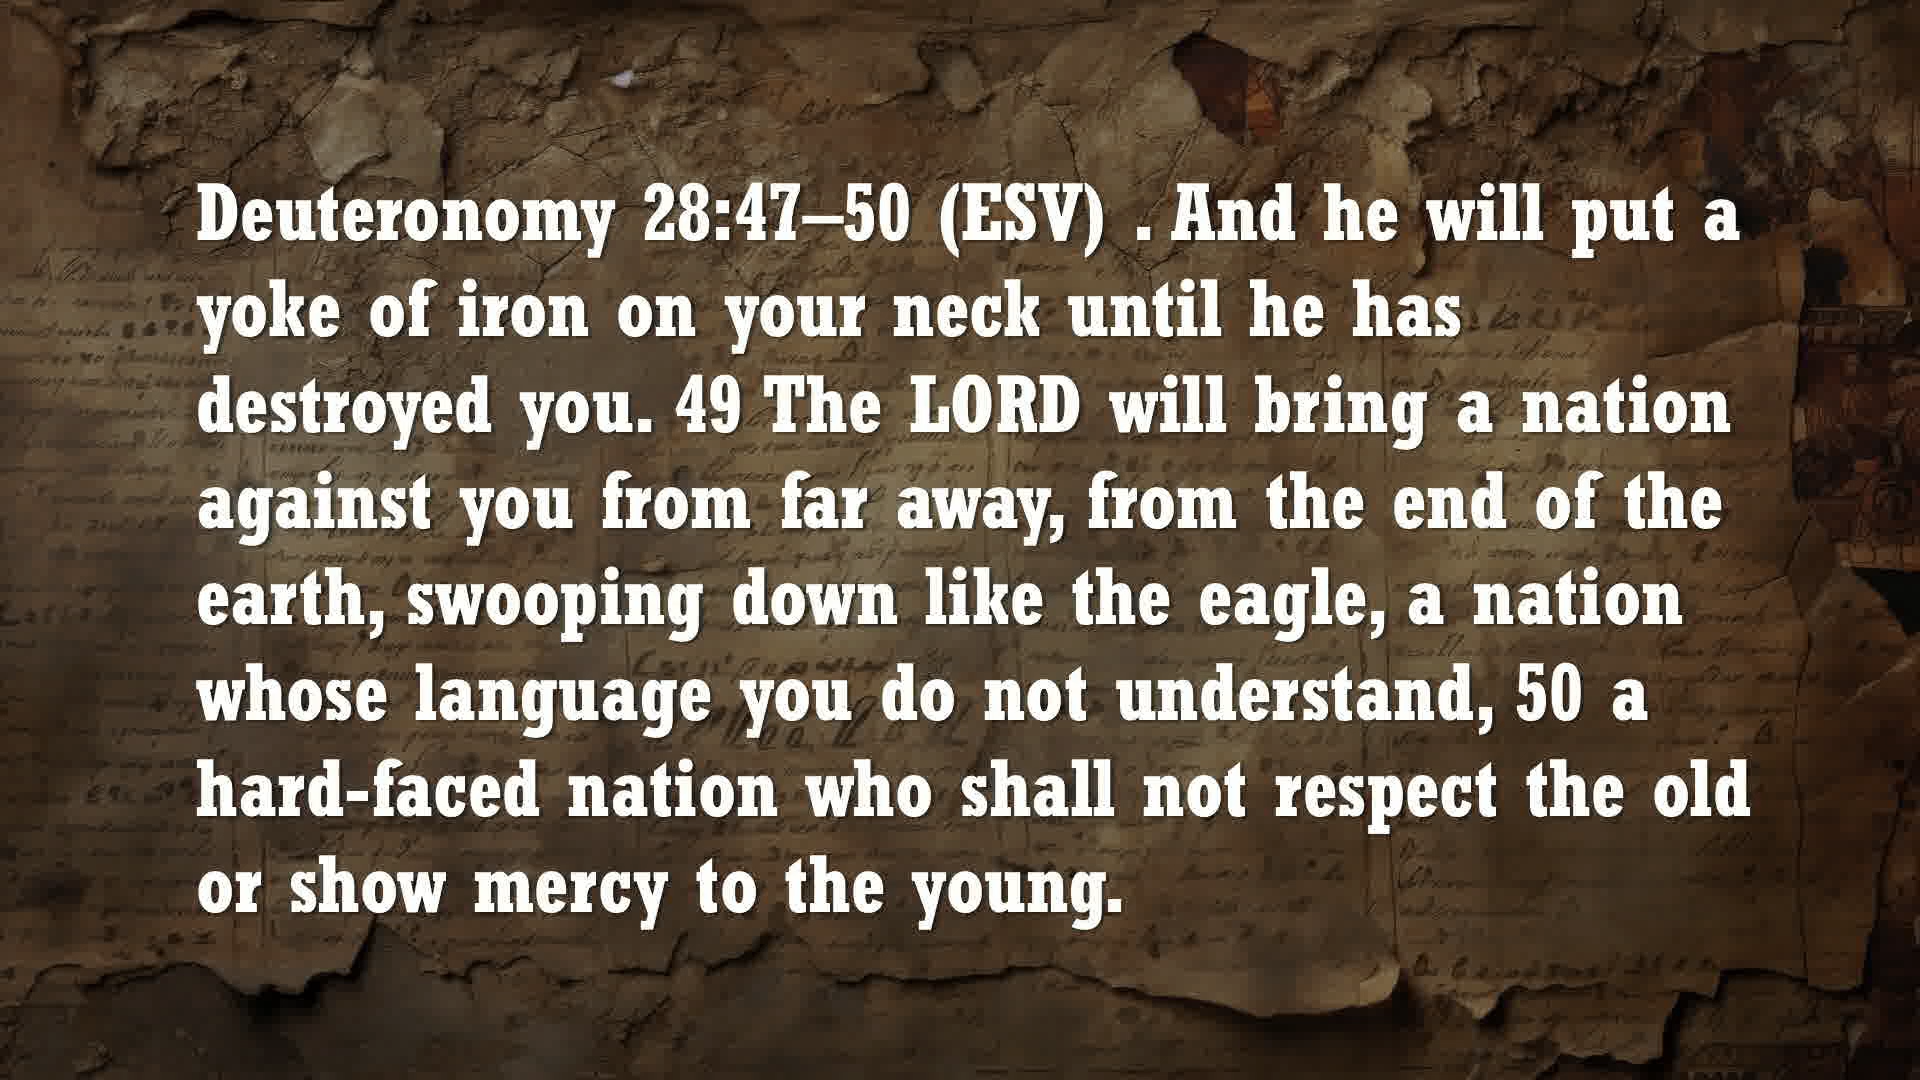 Deuteronomy 28:47–50 (ESV) . And he will put a
yoke of iron on your neck until he has
destroyed you. 49 The LORD will bring a nation
against you from far away, from the end of the
earth, swooping down like the eagle, a nation
whose language you do not understand, 50 a
hard-faced nation who shall not respect the old
or show mercy to the young.